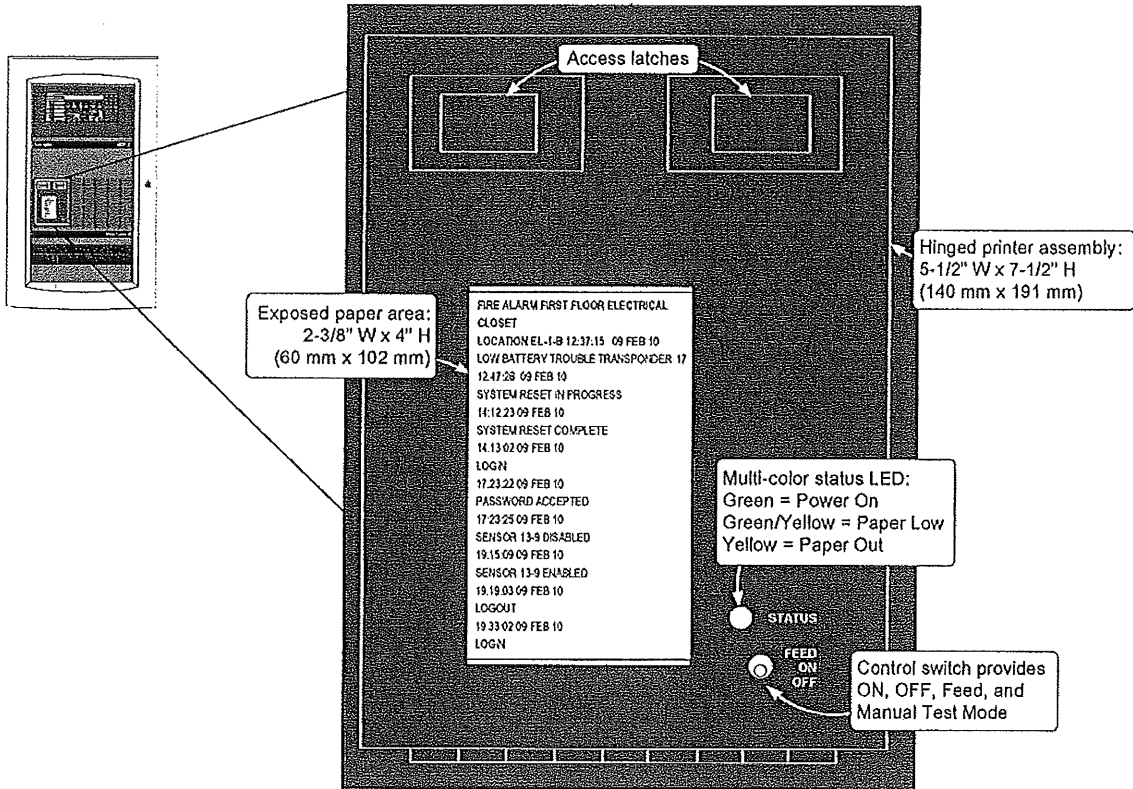 Access latches
Hinged printer assembly:
5-1/2" W x 7-1/2" H
(140 mm x 191 mm)
Exposed paper area:
2-3/8" W x 4" H
(60 mm x 102 mm)
FIRE ALARM FIRST FLOOR ELECTRICAL
CLOSET
LOCATION EL-1-B 12:37:15 09 FEB 10
LOW BATTERY TROUBLE TRANSPONDER 17
12:47:28 09 FEB 10
SYSTEM RESET IN PROGRESS
14:12:23 09 FEB 10
SYSTEM RESET COMPLETE
14:13:02 09 FEB 10
LOGIN
17:23:22 09 FEB 10
PASSWORD ACCEPTED
17:23:25 09 FEB 10
SENSOR 13-9 DISABLED
19:15:09 09 FEB 10
SENSOR 13-9 ENABLED
19:19:03 09 FEB 10
LOGOUT
19:33:02 09 FEB 10
LOGIN
Multi-color status LED:
Green = Power On
Green/Yellow = Paper Low
Yellow = Paper Out
STATUS
FEED
ON
OFF
Control switch provides
ON, OFF, Feed, and
Manual Test Mode